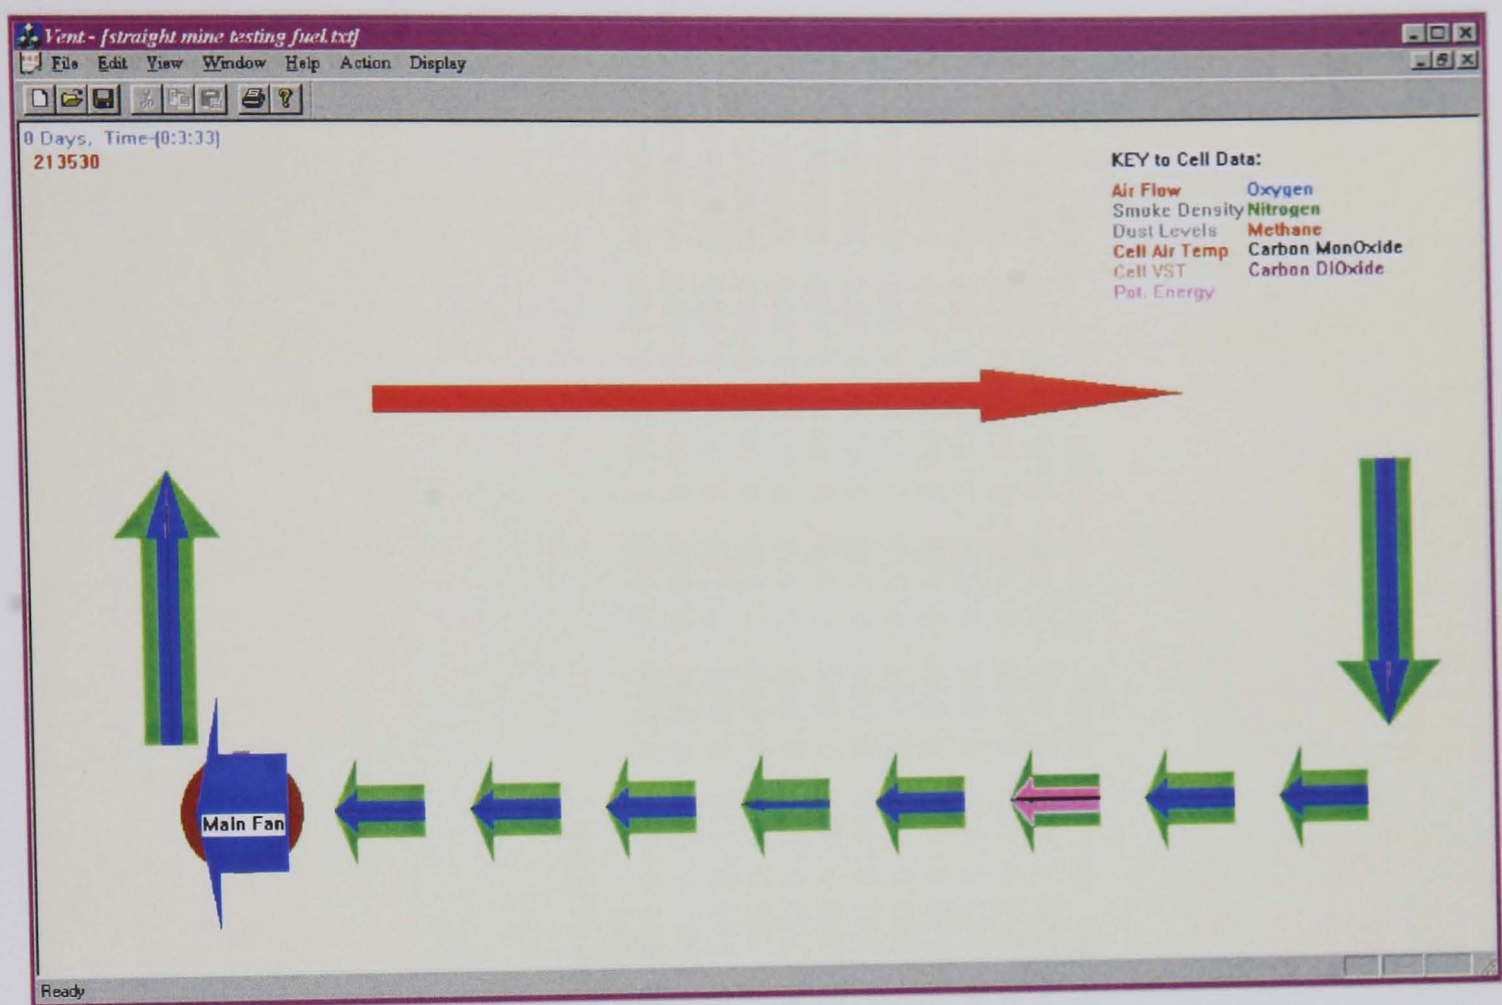 Vent - [straight mine testing fuel.txt]
File Edit View Window Help Action Display
0 Days, Time-(0:3:33)
213530
KEY to Cell Data:
Air Flow Oxygen
Smoke Density Nitrogen
Dust Levels Methane
Cell Air Temp Carbon MonOxide
Cell VST Carbon DIOxide
Pot. Energy
Main Fan
Ready